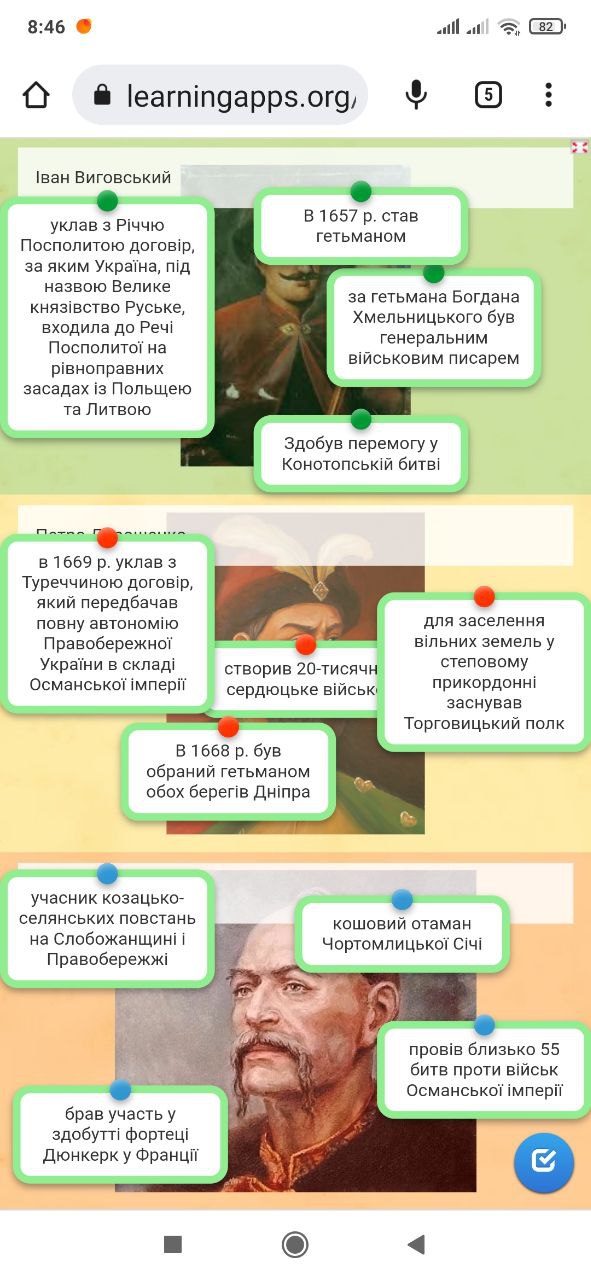 8:46
82
learningapps.org/
5
Іван Виговський
уклав з Річчю
Посполитою договір,
за яким Україна, під
назвою Велике
князівство Руське,
входила до Речі
Посполитої на
рівноправних
засадах із Польщею
та Литвою
В 1657 р. став
гетьманом
за гетьмана Богдана
Хмельницького був
генеральним
військовим писарем
Здобув перемогу у
Конотопській битві
в 1669 р. уклав з
Туреччиною договір,
який передбачав
повну автономію
Правобережної
України в складі
Османської імперії
створив 20-тисячн
сердюцьке військ
для заселення
вільних земель у
степовому
прикордонні
заснував
Торговицький полк
В 1668 р. був
обраний гетьманом
обох берегів Дніпра
учасник козацько-
селянських повстань
на Слобожанщині і
Правобережжі
кошовий отаман
Чортомлицької Січі
провів близько 55
битв проти військ
Османської імперії
брав участь у
здобутті фортеці
Дюнкерк у Франції